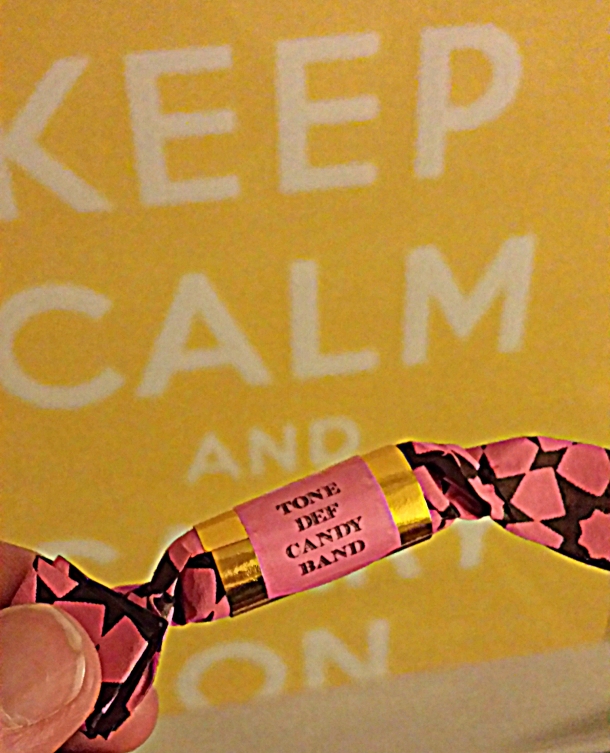 KEEP
CALM
AND
ON
TONE
DEF
CANDY
BAND